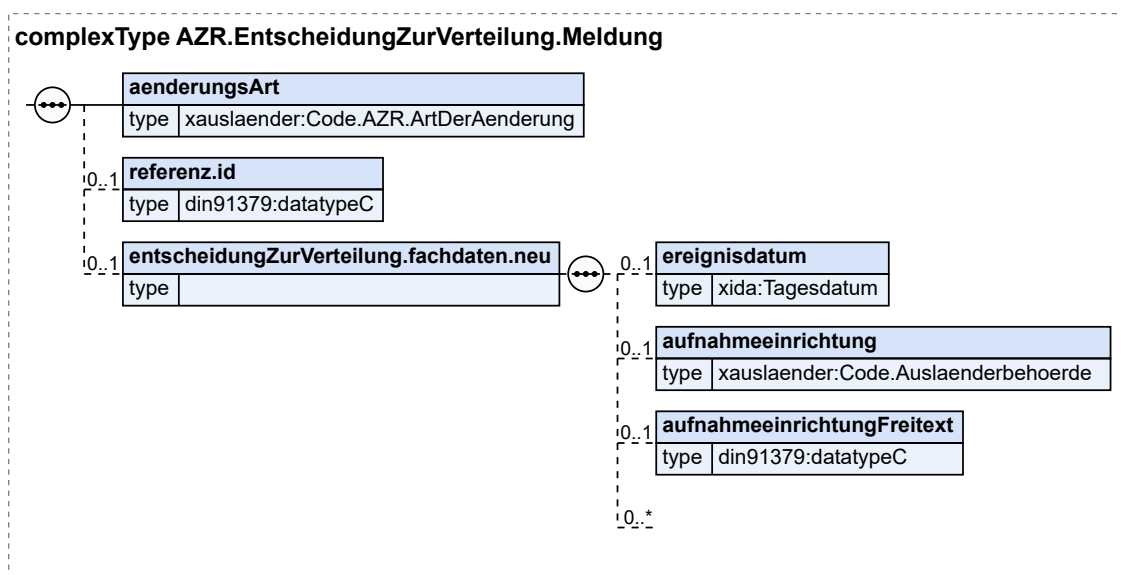 complexType AZR.EntscheidungZurVerteilung.Meldung
aenderungsArt
type xauslaender:Code.AZR.ArtDerAenderung
0..1 referenz.id
type din91379:datatypeC
0..1 entscheidungZurVerteilung.fachdaten.neu
type
0..1 ereignisdatum
type xida:Tagesdatum
0..1 aufnahmeeinrichtung
type xauslaender:Code.Auslaenderbehoerde
0..1 aufnahmeeinrichtungFreitext
type din91379:datatypeC
0..*